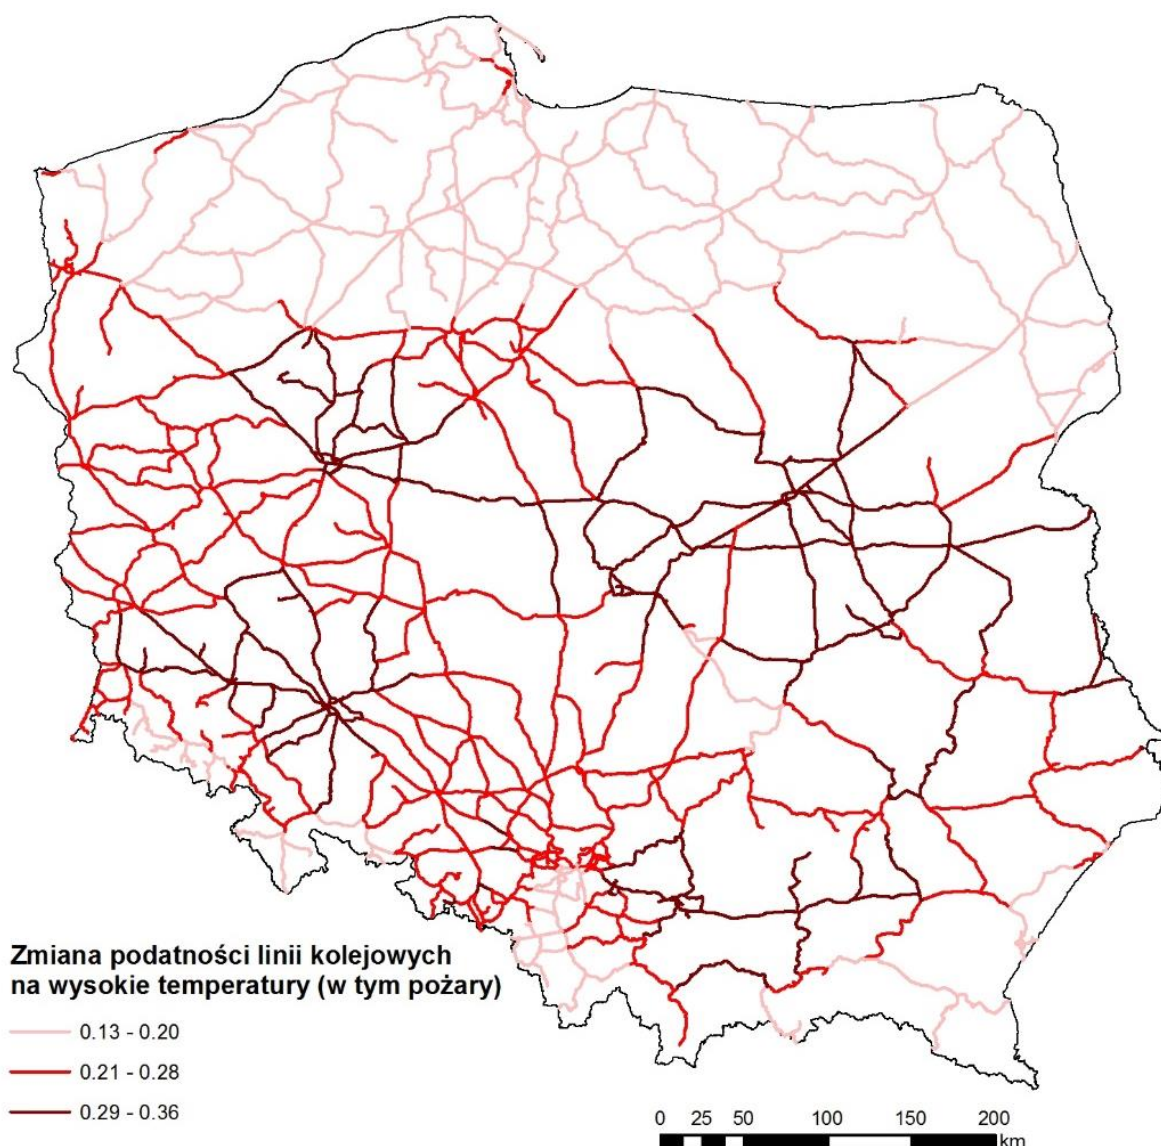 Zmiana podatności linii kolejowych
na wysokie temperatury (w tym pożary)
0.13 - 0.20
0.21 - 0.28
0.29 - 0.36
0 25 50 100 150 200
km